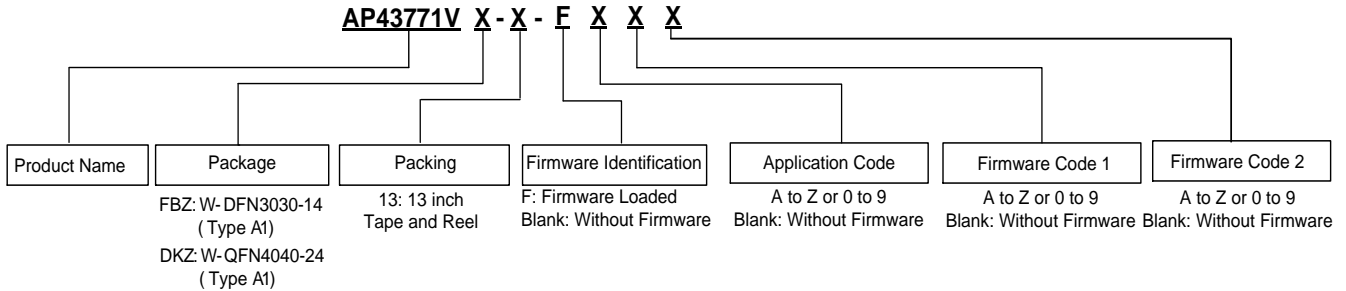 AP43771V X - X - F X X X
Product Name
Package
Packing
Firmware Identification
Application Code
Firmware Code 1
Firmware Code 2
FBZ: W-DFN3030-14
( Type A1)
DKZ: W-QFN4040-24
( Type A1)
13: 13 inch
Tape and Reel
F: Firmware Loaded
Blank: Without Firmware
A to Z or 0 to 9
Blank: Without Firmware
A to Z or 0 to 9
Blank: Without Firmware
A to Z or 0 to 9
Blank: Without Firmware